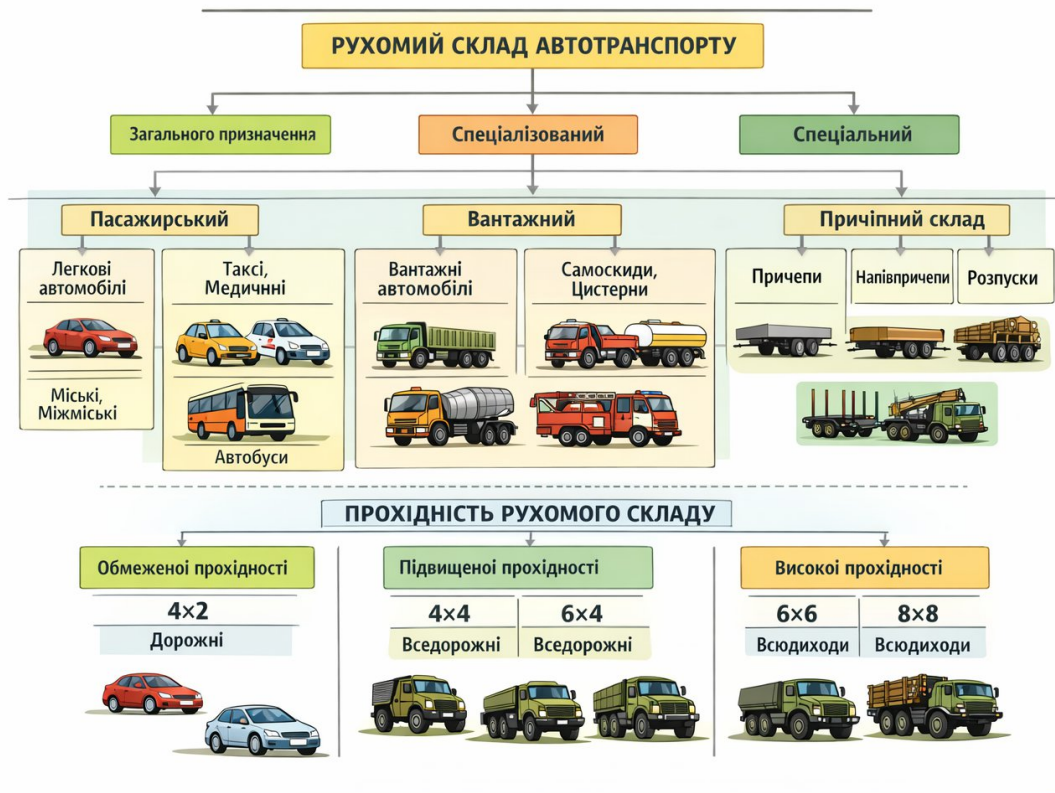 РУХОМИЙ СКЛАД АВТОТРАНСПОРТУ
Загального призначення
Спеціалізований
Спеціальний
Пасажирський
Вантажний
Причіпний склад
Легкові
автомобілі
Таксі,
Медичнні
Вантажні
автомобілі
Самоскиди,
Цистерни
Причепи
Напівпричепи
Розпуски
Міські,
Міжміські
Автобуси
ПРОХІДНІСТЬ РУХОМОГО СКЛАДУ
Обмеженої прохідності
Підвищеної прохідності
Високої прохідності
4×2
4×4
6×4
6×6
8×8
Дорожні
Вседорожні
Вседорожні
Всюдиходи
Всюдиходи